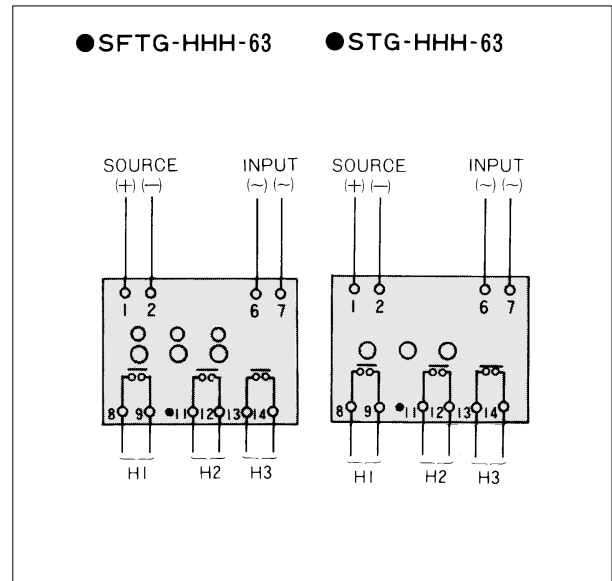 ●SFTG-HHH-63 ●STG-HHH-63
SOURCE INPUT SOURCE INPUT
(+) (—) (~) (~) (+) (—) (~) (~)
1 2 6 7 1 2 6 7
8 9 ●11 12 13 14 8 9 ●11 12 13 14
H1 H2 H3 H1 H2 H3